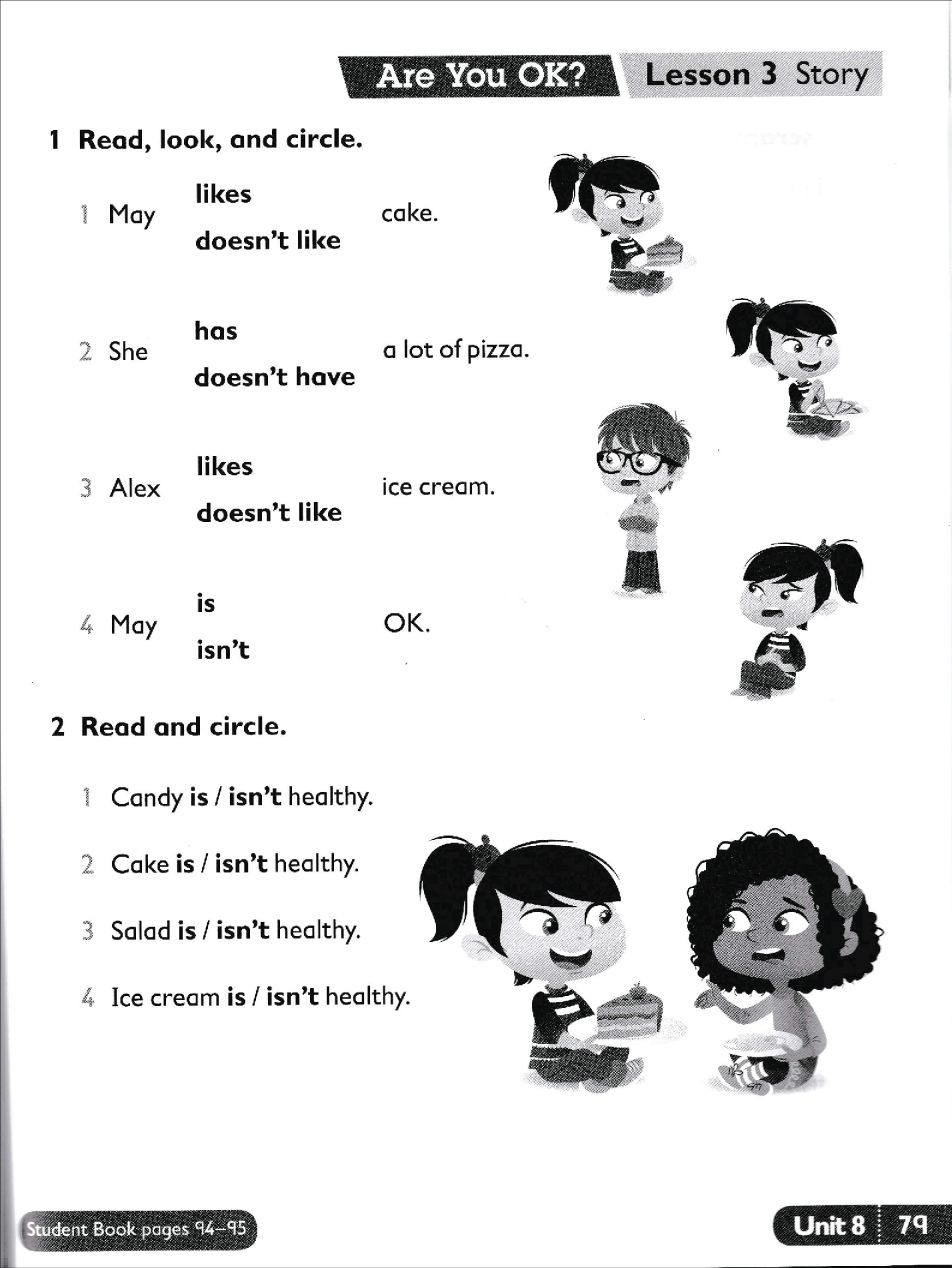 Are You OK? Lesson 3 Story
1 Read, look, and circle.
likes
1 May cake.
doesn't like
has
2 She a lot of pizza.
doesn't have
likes
3 Alex ice cream.
doesn't like
is
4 May OK.
isn't
2 Read and circle.
1 Candy is / isn't healthy.
2 Cake is / isn't healthy.
3 Salad is / isn't healthy.
4 Ice cream is / isn't healthy.
Student Book pages 94–95
Unit 8 79